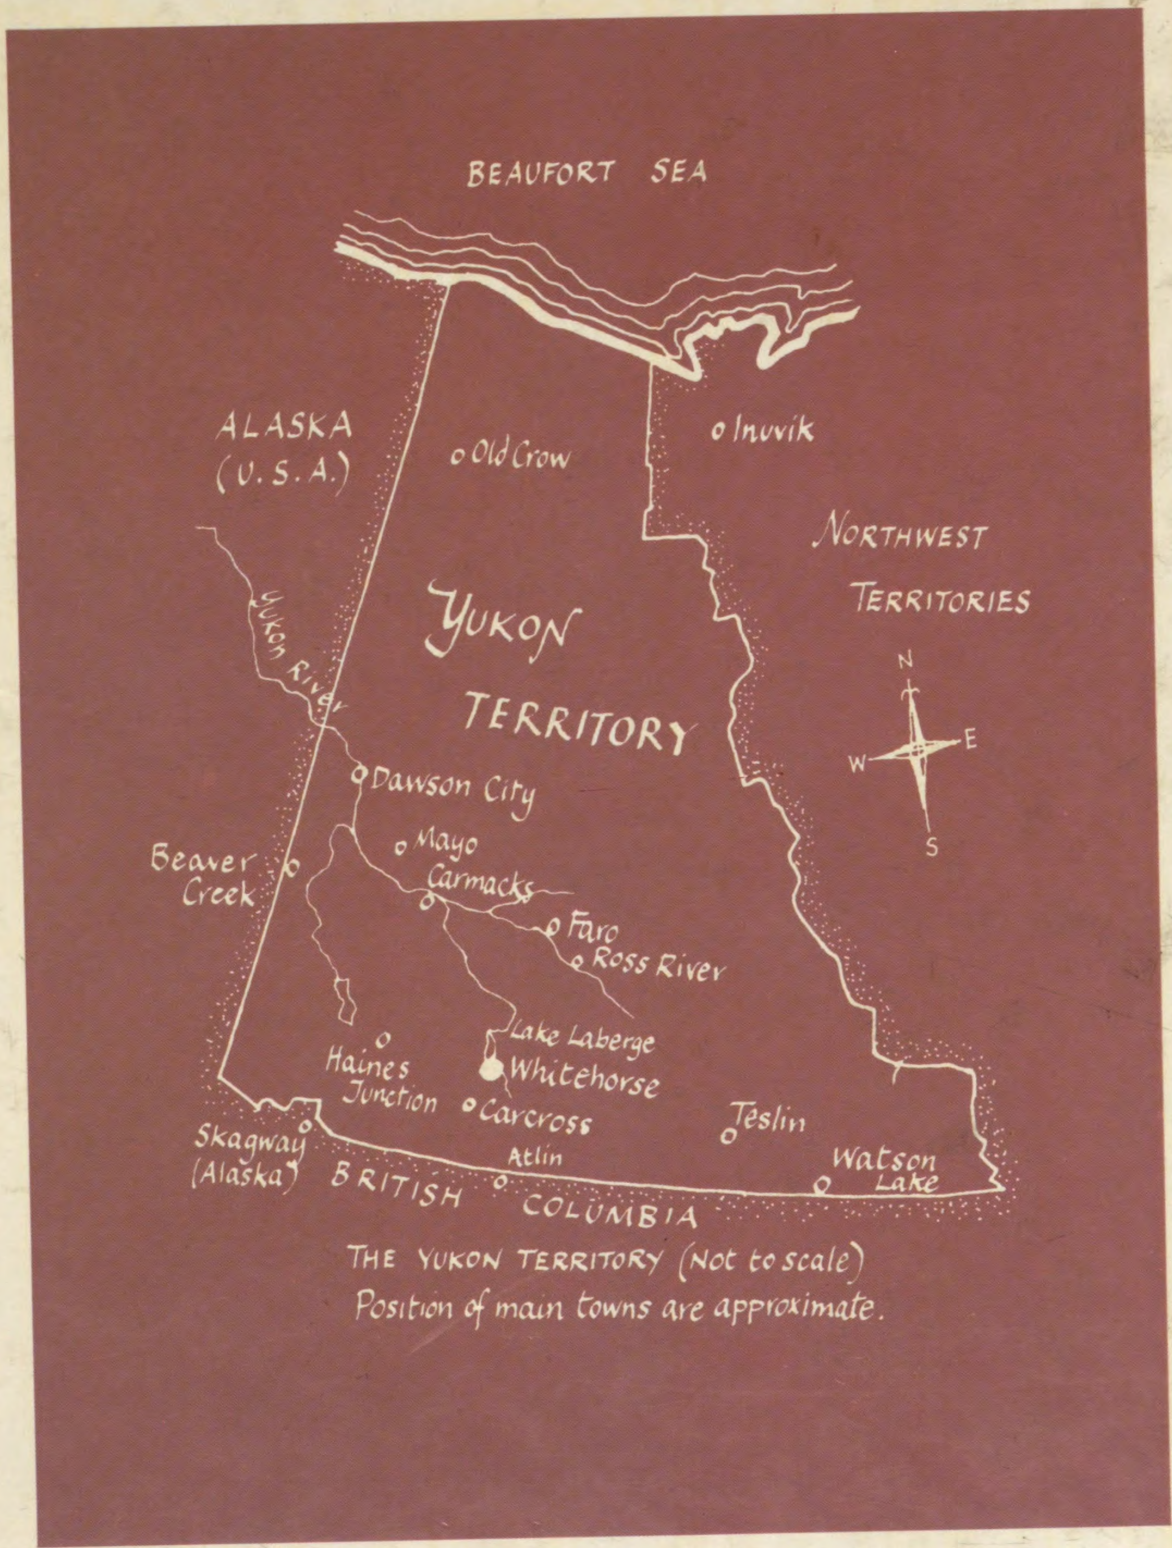 BEAUFORT SEA
ALASKA
(U.S.A.)
Old Crow
Inuvik
NORTHWEST
TERRITORIES
YUKON
TERRITORY
Yukon River
N
W E
S
Dawson City
Mayo
Carmacks
Beaver
Creek
Faro
Ross River
Lake Laberge
Whitehorse
Haines
Junction
Carcross
Teslin
Skagway
(Alaska)
Atlin
Watson
Lake
BRITISH COLUMBIA
THE YUKON TERRITORY (Not to scale)
Position of main towns are approximate.